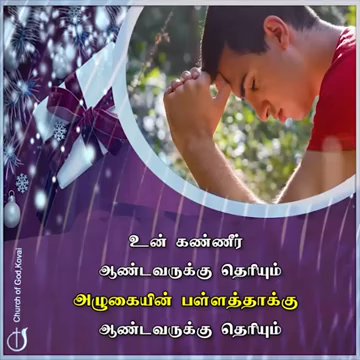 உன் கண்ணீர்
ஆண்டவருக்கு தெரியும்
அழுகையின் பள்ளத்தாக்கு
ஆண்டவருக்கு தெரியும்
Church of God,Kovai